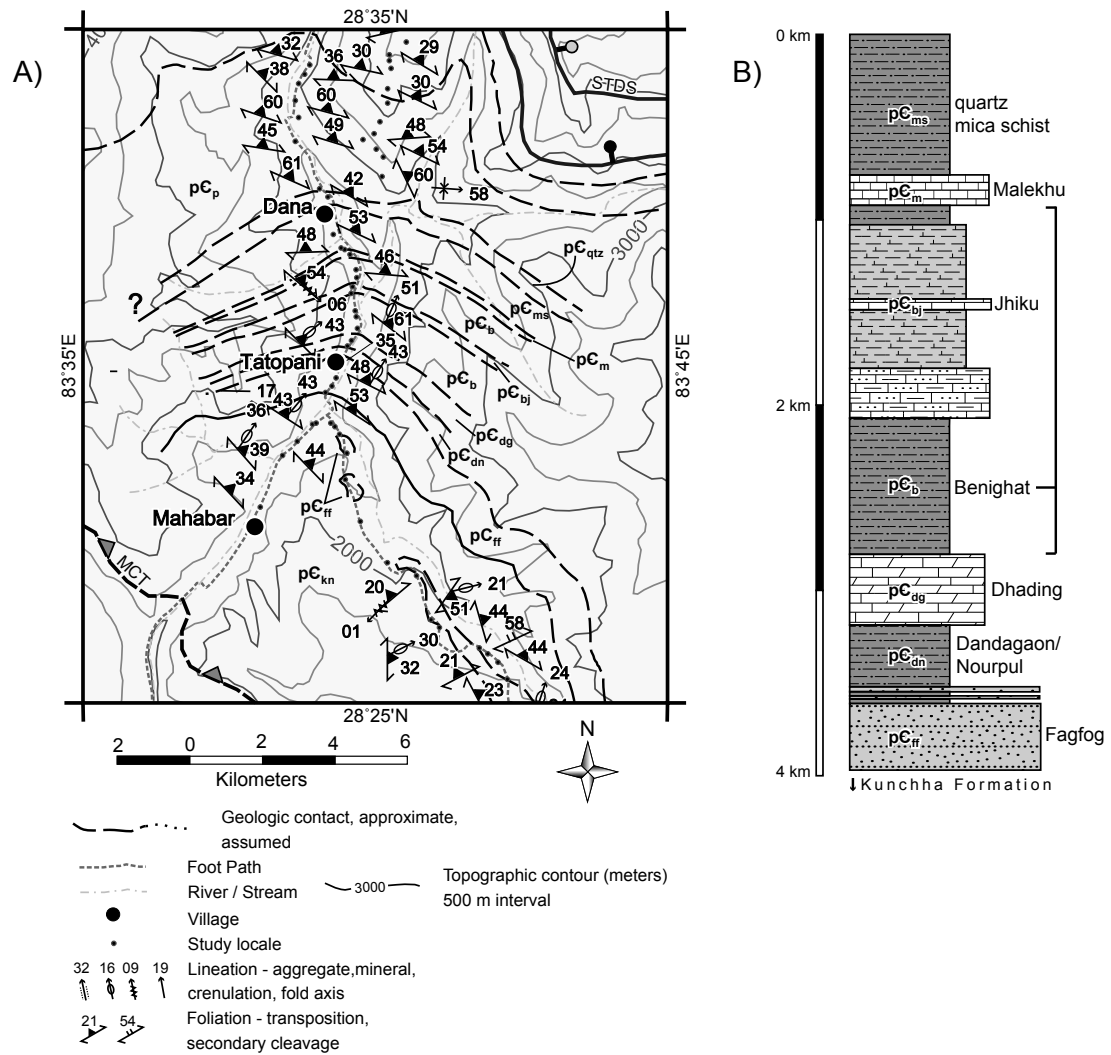 A)
28°35'N
B)
32
36
30
29
38
30
STDS
60
60
45
49
48
54
61
60
58
pЄp
42
Dana
53
3000
48
pЄqtz
46
54
51
?
06
pЄms
pЄb
43
61
pЄm
83°35'E
83°45'E
35
43
Tatopani
48
pЄb
pЄbj
17
43
53
43
36
pЄdg
39
44
pЄdn
34
pЄff
pЄff
Mahabar
2000
MCT
pЄkn
20
21
51
44
01
58
30
44
32
21
24
23
28°25'N
2 0 2 4 6
Kilometers
N
Geologic contact, approximate,
assumed
Foot Path
River / Stream
3000
Topographic contour (meters)
500 m interval
Village
Study locale
32 16 09 19
Lineation - aggregate,mineral,
crenulation, fold axis
21 54
Foliation - transposition,
secondary cleavage
0 km
pЄms
quartz
mica schist
pЄm
Malekhu
pЄbj
Jhiku
2 km
pЄb
Benighat
pЄdg
Dhading
pЄdn
Dandagaon/
Nourpul
pЄff
Fagfog
4 km
Kunchha Formation